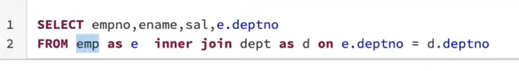 1 SELECT empno,ename,sal,e.deptno
2 FROM emp as e  inner join dept as d on e.deptno = d.deptno